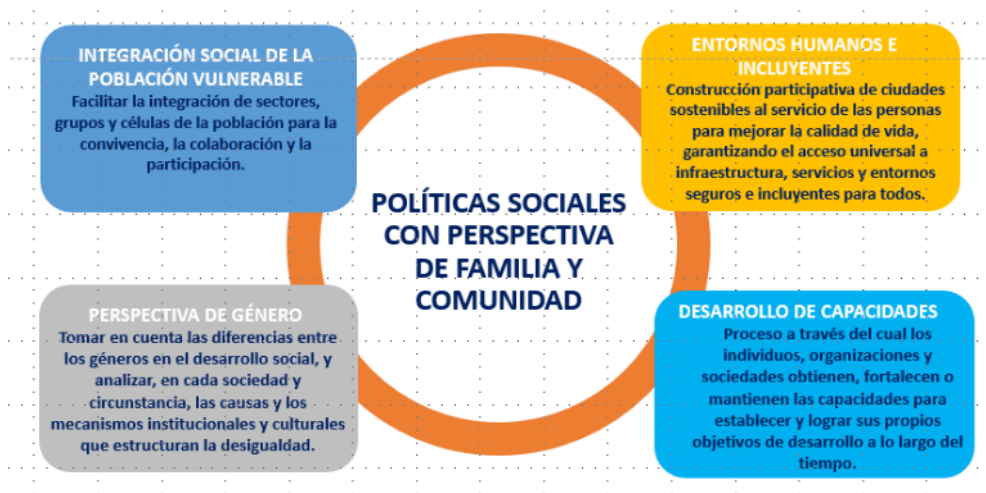 INTEGRACIÓN SOCIAL DE LA
POBLACIÓN VULNERABLE
Facilitar la integración de sectores,
grupos y células de la población para la
convivencia, la colaboración y la
participación.
ENTORNOS HUMANOS E
INCLUYENTES
Construcción participativa de ciudades
sostenibles al servicio de las personas
para mejorar la calidad de vida,
garantizando el acceso universal a
infraestructura, servicios y entornos
seguros e incluyentes para todos.
POLÍTICAS SOCIALES
CON PERSPECTIVA
DE FAMILIA Y
COMUNIDAD
PERSPECTIVA DE GÉNERO
Tomar en cuenta las diferencias entre
los géneros en el desarrollo social, y
analizar, en cada sociedad y
circunstancia, las causas y los
mecanismos institucionales y culturales
que estructuran la desigualdad.
DESARROLLO DE CAPACIDADES
Proceso a través del cual los
individuos, organizaciones y
sociedades obtienen, fortalecen o
mantienen las capacidades para
establecer y lograr sus propios
objetivos de desarrollo a lo largo del
tiempo.